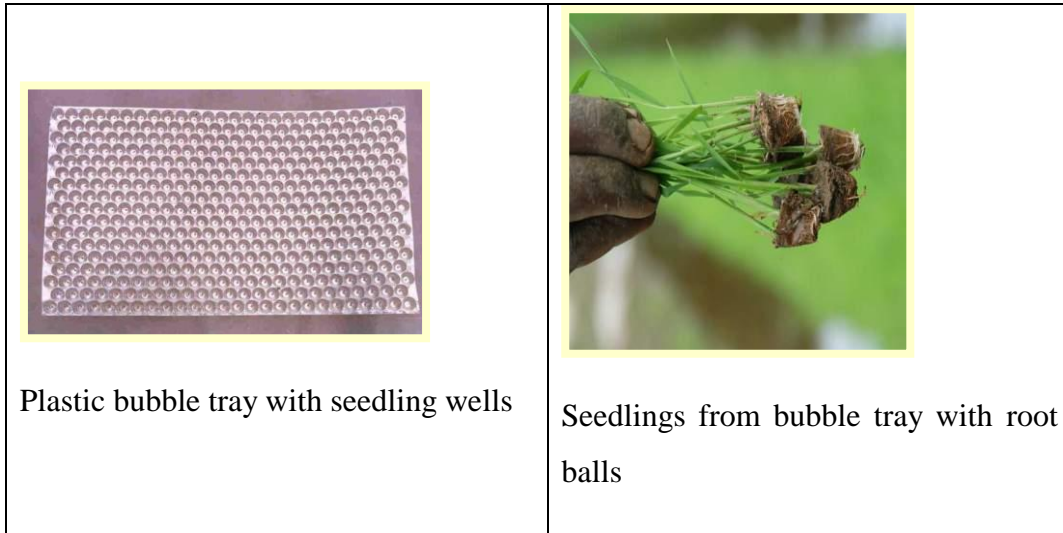 Plastic bubble tray with seedling wells
Seedlings from bubble tray with root
balls